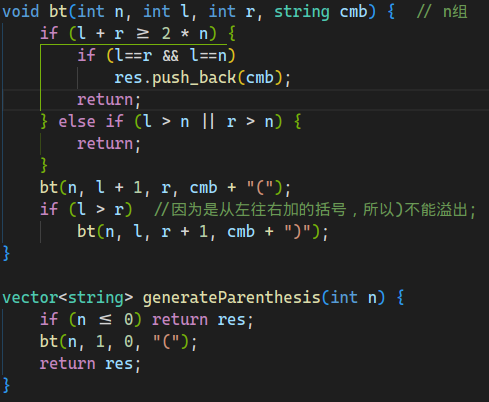 void bt(int n, int l, int r, string cmb) {  // n组
    if (l + r ≥ 2 * n) {
        if (l==r && l==n)
            res.push_back(cmb);
        return;
    } else if (l > n || r > n) {
        return;
    }
    bt(n, l + 1, r, cmb + "(");
    if (l > r)  //因为是从左往右加的括号，所以)不能溢出;
        bt(n, l, r + 1, cmb + ")");
}

vector<string> generateParenthesis(int n) {
    if (n ≤ 0) return res;
    bt(n, 1, 0, "(");
    return res;
}